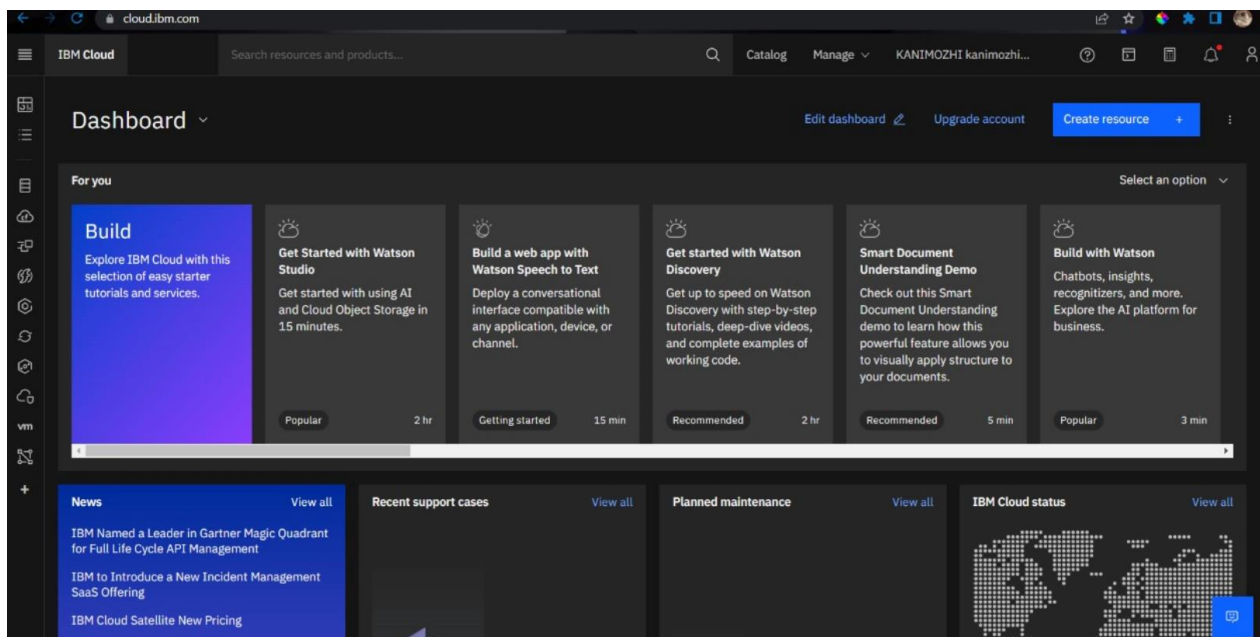 cloud.ibm.com
IBM Cloud
Search resources and products...
Catalog
Manage
KANIMOZHI kanimozhi...
Dashboard
Edit dashboard
Upgrade account
Create resource +
For you
Select an option
Build
Explore IBM Cloud with this
selection of easy starter
tutorials and services.
Get Started with Watson
Studio
Get started with using AI
and Cloud Object Storage in
15 minutes.
Popular
2 hr
Build a web app with
Watson Speech to Text
Deploy a conversational
interface compatible with
any application, device, or
channel.
Getting started
15 min
Get started with Watson
Discovery
Get up to speed on Watson
Discovery with step-by-step
tutorials, deep-dive videos,
and complete examples of
working code.
Recommended
2 hr
Smart Document
Understanding Demo
Check out this Smart
Document Understanding
demo to learn how this
powerful feature allows you
to visually apply structure to
your documents.
Recommended
5 min
Build with Watson
Chatbots, insights,
recognitizers, and more.
Explore the AI platform for
business.
Popular
3 min
vm
News
View all
IBM Named a Leader in Gartner Magic Quadrant
for Full Life Cycle API Management
IBM to Introduce a New Incident Management
SaaS Offering
IBM Cloud Satellite New Pricing
Recent support cases
View all
Planned maintenance
View all
IBM Cloud status
View all